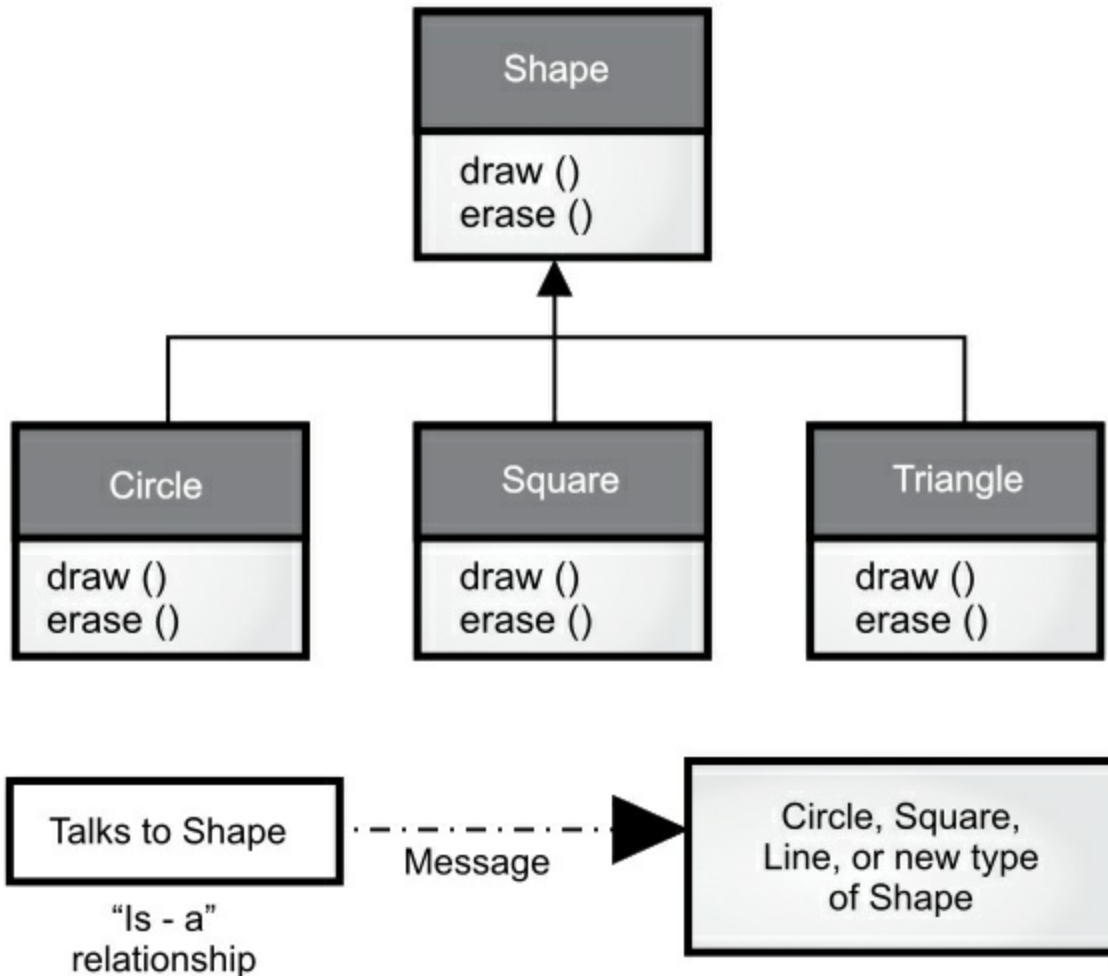 Shape
draw ()
erase ()
Circle
draw ()
erase ()
Square
draw ()
erase ()
Triangle
draw ()
erase ()
Talks to Shape
Message
Circle, Square,
Line, or new type
of Shape
“Is - a”
relationship